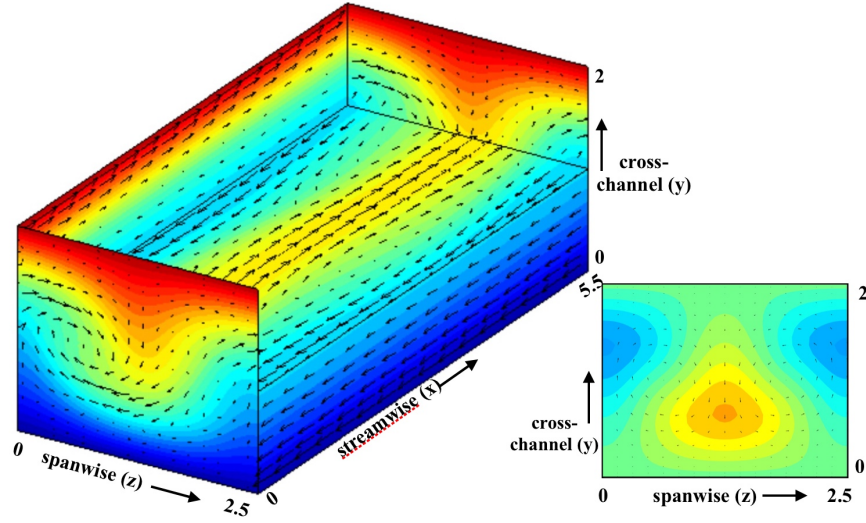 2
cross-
channel (y)
0
5.5
streamwise (x)
0
spanwise (z)
2.5
0
2
cross-
channel (y)
0
0
spanwise (z)
2.5